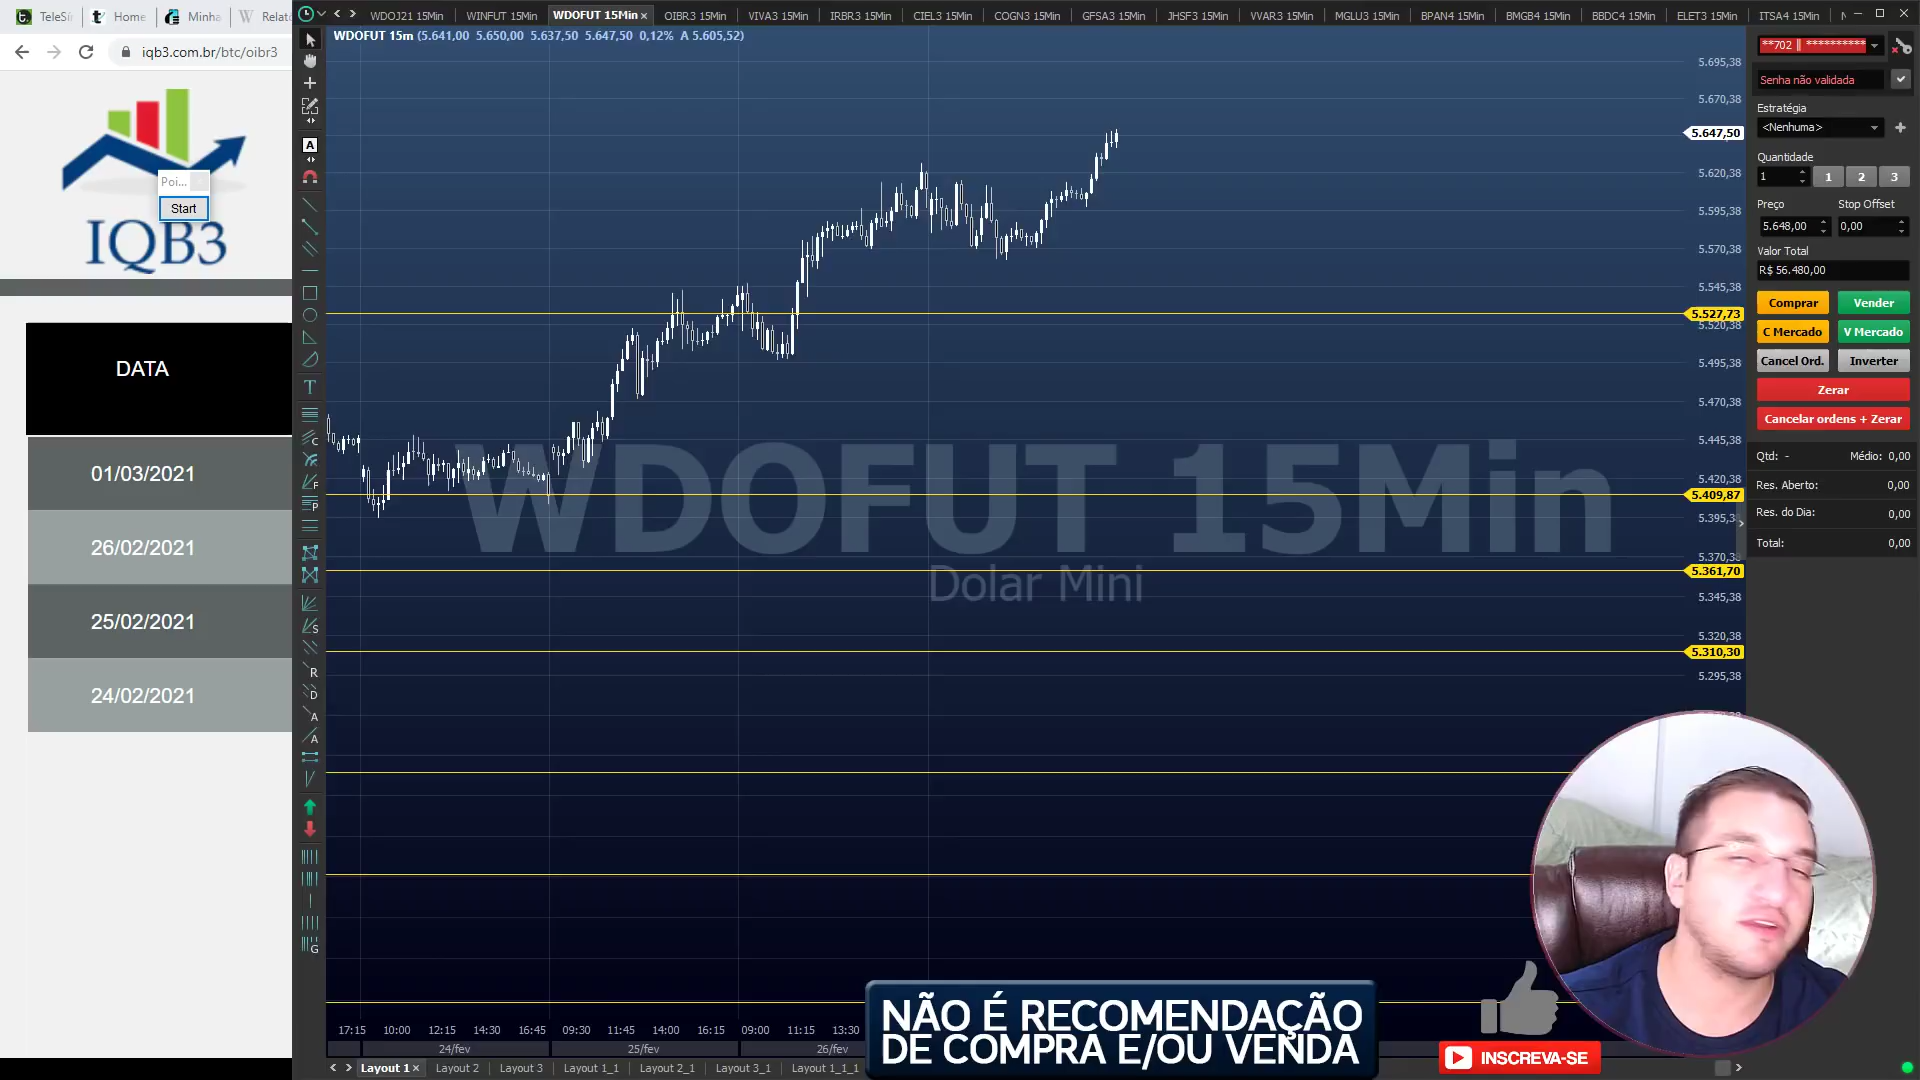 TeleSi
Home
Minha
W Relató
iqb3.com.br/btc/oibr3
Poi...
Start
IQB3
DATA
01/03/2021
26/02/2021
25/02/2021
24/02/2021
WDOJ21 15Min
WINFUT 15Min
WDOFUT 15Min
OIBR3 15Min
VIVA3 15Min
IRBR3 15Min
CIEL3 15Min
COGN3 15Min
GFSA3 15Min
JHSF3 15Min
VVAR3 15Min
MGLU3 15Min
BPAN4 15Min
BMGB4 15Min
BBDC4 15Min
ELET3 15Min
ITSA4 15Min
WDOFUT 15m (5.641,00 5.650,00 5.637,50 5.647,50 0,12% A 5.605,52)
5.695,38
5.670,38
5.647,50
5.620,38
5.595,38
5.570,38
5.545,38
5.527,73
5.520,38
5.495,38
5.470,38
5.445,38
5.420,38
5.409,87
5.395,
5.370,38
5.361,70
5.345,38
5.320,38
5.310,30
5.295,38
WDOFUT 15Min
Dolar Mini
17:15 10:00 12:15 14:30 16:45 09:30 11:45 14:00 16:15 09:00 11:15 13:30
24/fev 25/fev 26/fev
Layout 1 Layout 2 Layout 3 Layout 1_1 Layout 2_1 Layout 3_1 Layout 1_1_1
**702 || **********
Senha não validada
Estratégia
<Nenhuma>
Quantidade
1 1 2 3
Preço Stop Offset
5.648,00 0,00
Valor Total
R$ 56.480,00
Comprar Vender
C Mercado V Mercado
Cancel Ord. Inverter
Zerar
Cancelar ordens + Zerar
Qtd: - Médio: 0,00
Res. Aberto: 0,00
Res. do Dia: 0,00
Total: 0,00
NÃO É RECOMENDAÇÃO
DE COMPRA E/OU VENDA
INSCREVA-SE